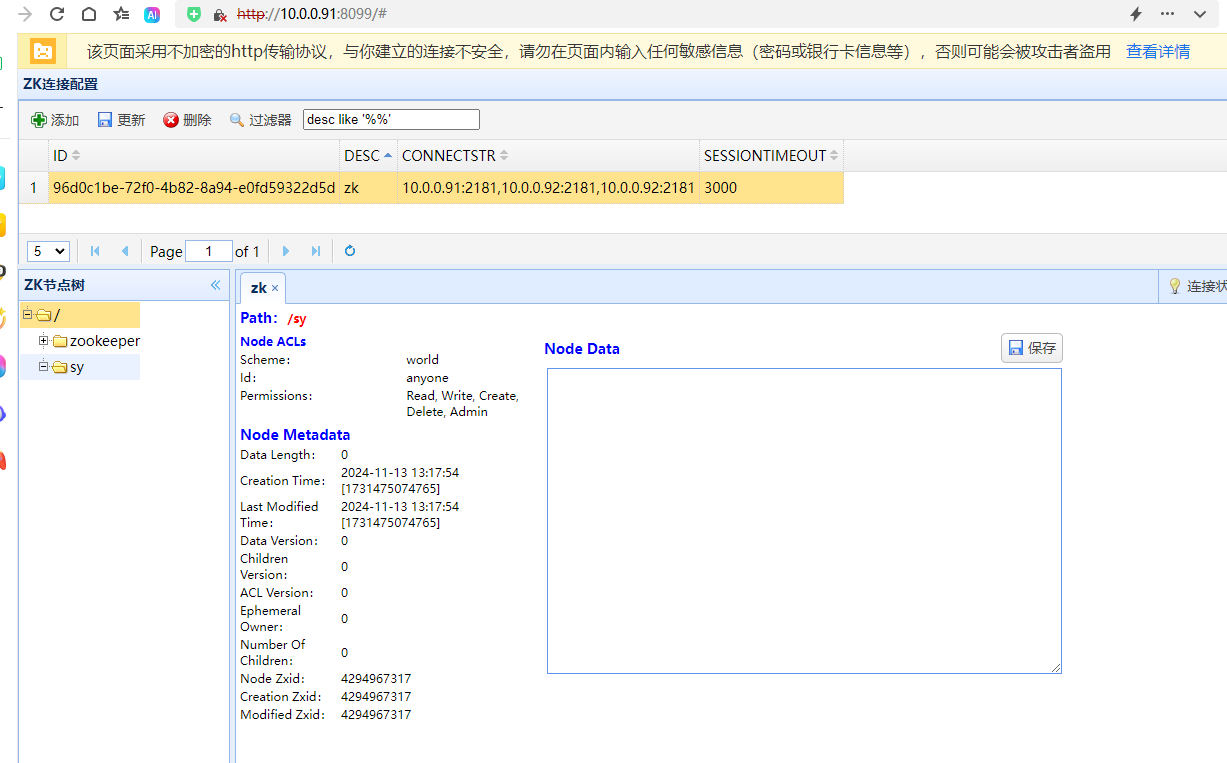 AI
http://10.0.0.91:8099/#
该页面采用不加密的http传输协议，与你建立的连接不安全，请勿在页面内输入任何敏感信息（密码或银行卡信息等），否则可能会被攻击者盗用 查看详情
ZK连接配置
添加 更新 删除 过滤器 desc like '%%'
ID DESC CONNECTSTR SESSIONTIMEOUT
1 96d0c1be-72f0-4b82-8a94-e0fd59322d5d zk 10.0.0.91:2181,10.0.0.92:2181,10.0.0.92:2181 3000
5 Page 1 of 1
ZK节点树
/
zookeeper
sy
zk
连接状
Path: /sy
Node ACLs
Scheme: world
Id: anyone
Permissions: Read, Write, Create,
Delete, Admin
Node Metadata
Data Length: 0
Creation Time: 2024-11-13 13:17:54
[1731475074765]
Last Modified Time: 2024-11-13 13:17:54
[1731475074765]
Data Version: 0
Children Version: 0
ACL Version: 0
Ephemeral Owner: 0
Number Of Children: 0
Node Zxid: 4294967317
Creation Zxid: 4294967317
Modified Zxid: 4294967317
Node Data
保存